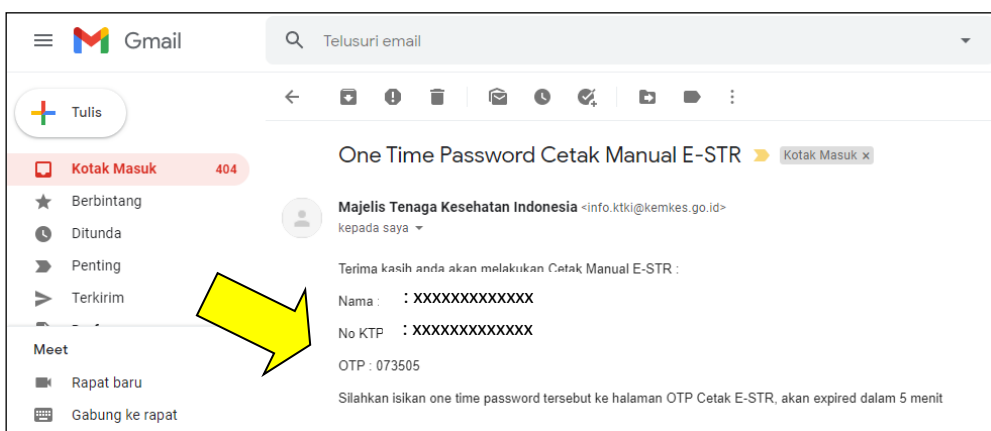 Gmail
Telusuri email
Tulis
Kotak Masuk 404
Berbintang
Ditunda
Penting
Terkirim
Meet
Rapat baru
Gabung ke rapat
One Time Password Cetak Manual E-STR Kotak Masuk x
Majelis Tenaga Kesehatan Indonesia <info.ktki@kemkes.go.id>
kepada saya
Terima kasih anda akan melakukan Cetak Manual E-STR :
Nama : : XXXXXXXXXXXXX
No KTP : XXXXXXXXXXXXX
OTP : 073505
Silahkan isikan one time password tersebut ke halaman OTP Cetak E-STR, akan expired dalam 5 menit